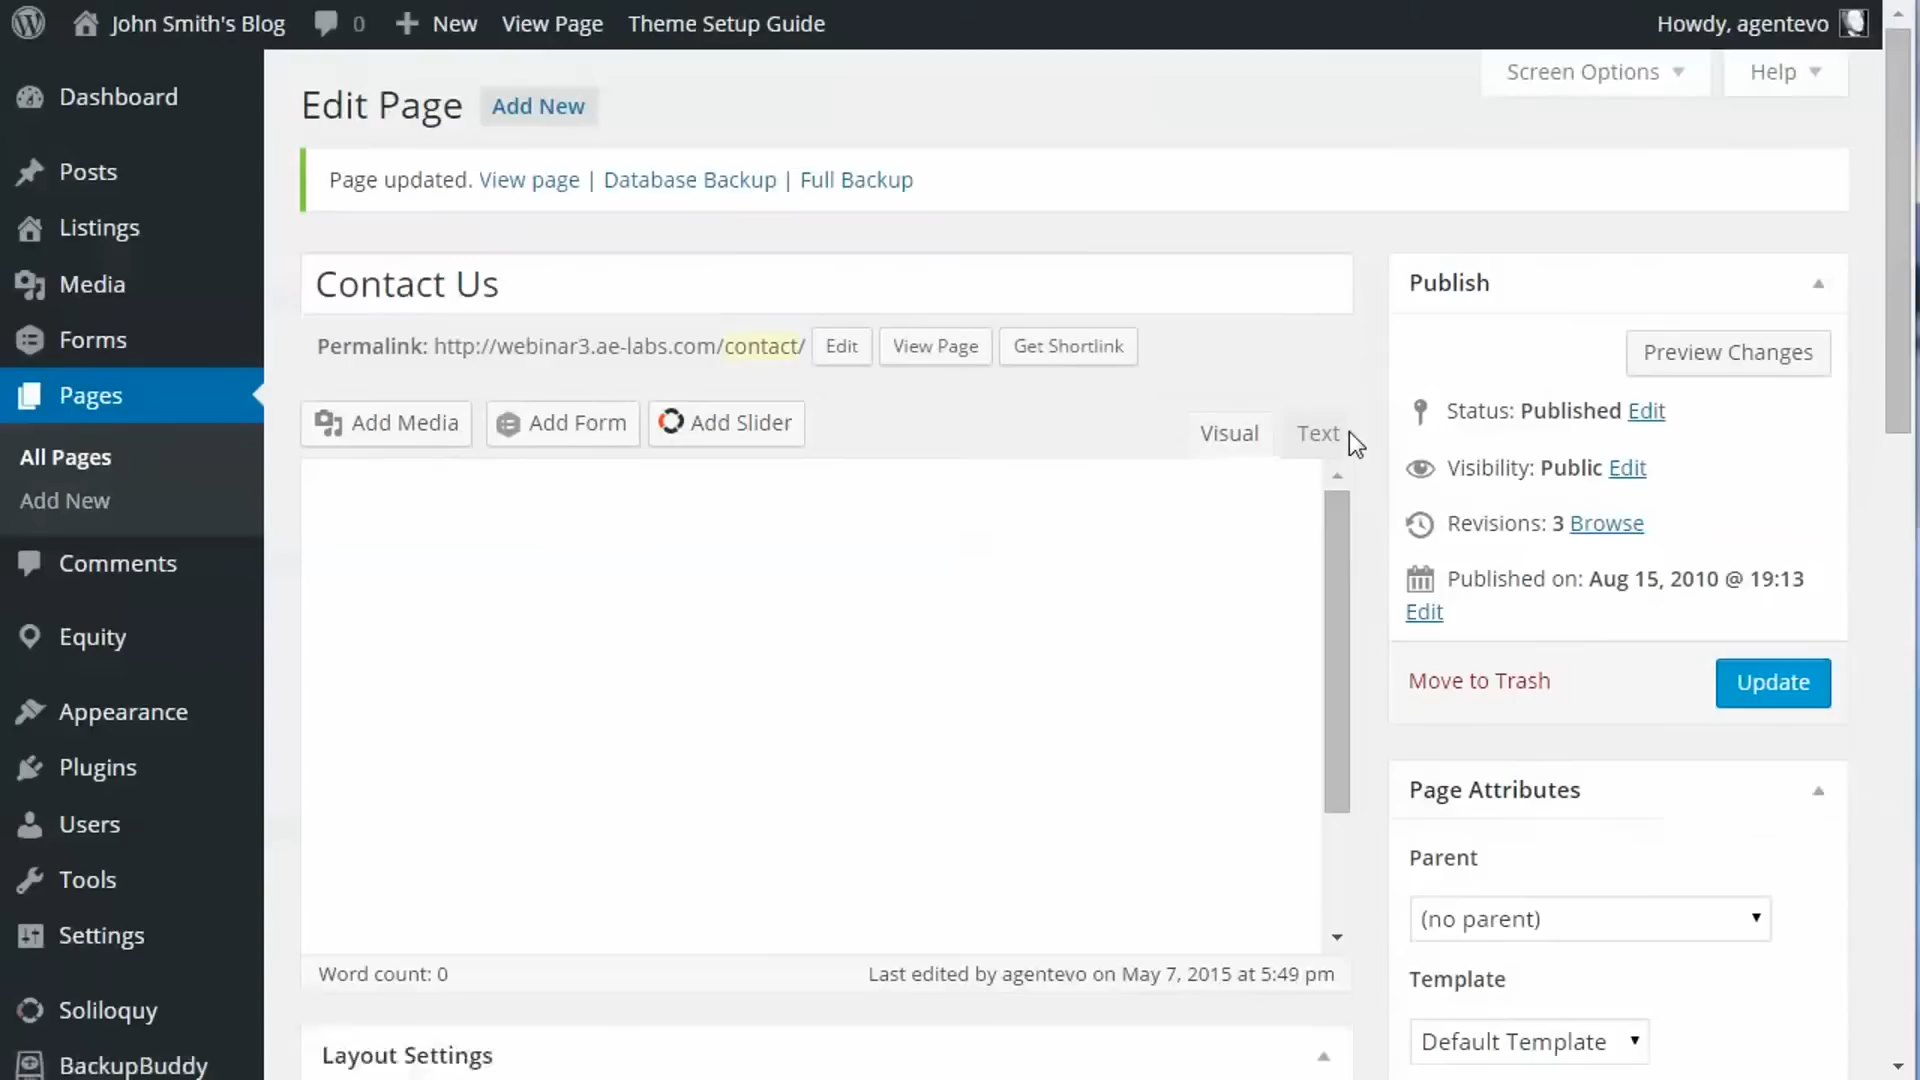 John Smith's Blog 0 New View Page Theme Setup Guide Howdy, agentevo
Dashboard
Posts
Listings
Media
Forms
Pages
All Pages
Add New
Comments
Equity
Appearance
Plugins
Users
Tools
Settings
Soliloquy
BackupBuddy
Screen Options Help
Edit Page Add New
Page updated. View page | Database Backup | Full Backup
Contact Us
Permalink: http://webinar3.ae-labs.com/contact/ Edit View Page Get Shortlink
Add Media Add Form Add Slider Visual Text
Word count: 0 Last edited by agentevo on May 7, 2015 at 5:49 pm
Layout Settings
Publish
Preview Changes
Status: Published Edit
Visibility: Public Edit
Revisions: 3 Browse
Published on: Aug 15, 2010 @ 19:13
Edit
Move to Trash Update
Page Attributes
Parent
(no parent)
Template
Default Template